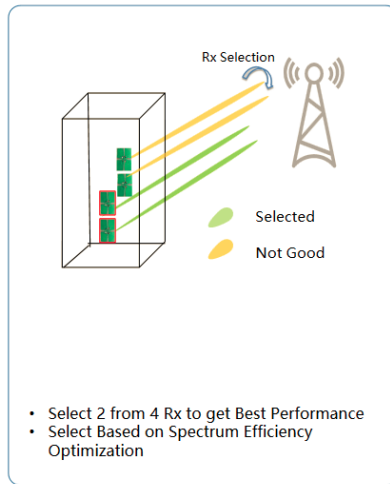 Rx Selection
Selected
Not Good
• Select 2 from 4 Rx to get Best Performance
• Select Based on Spectrum Efficiency
Optimization